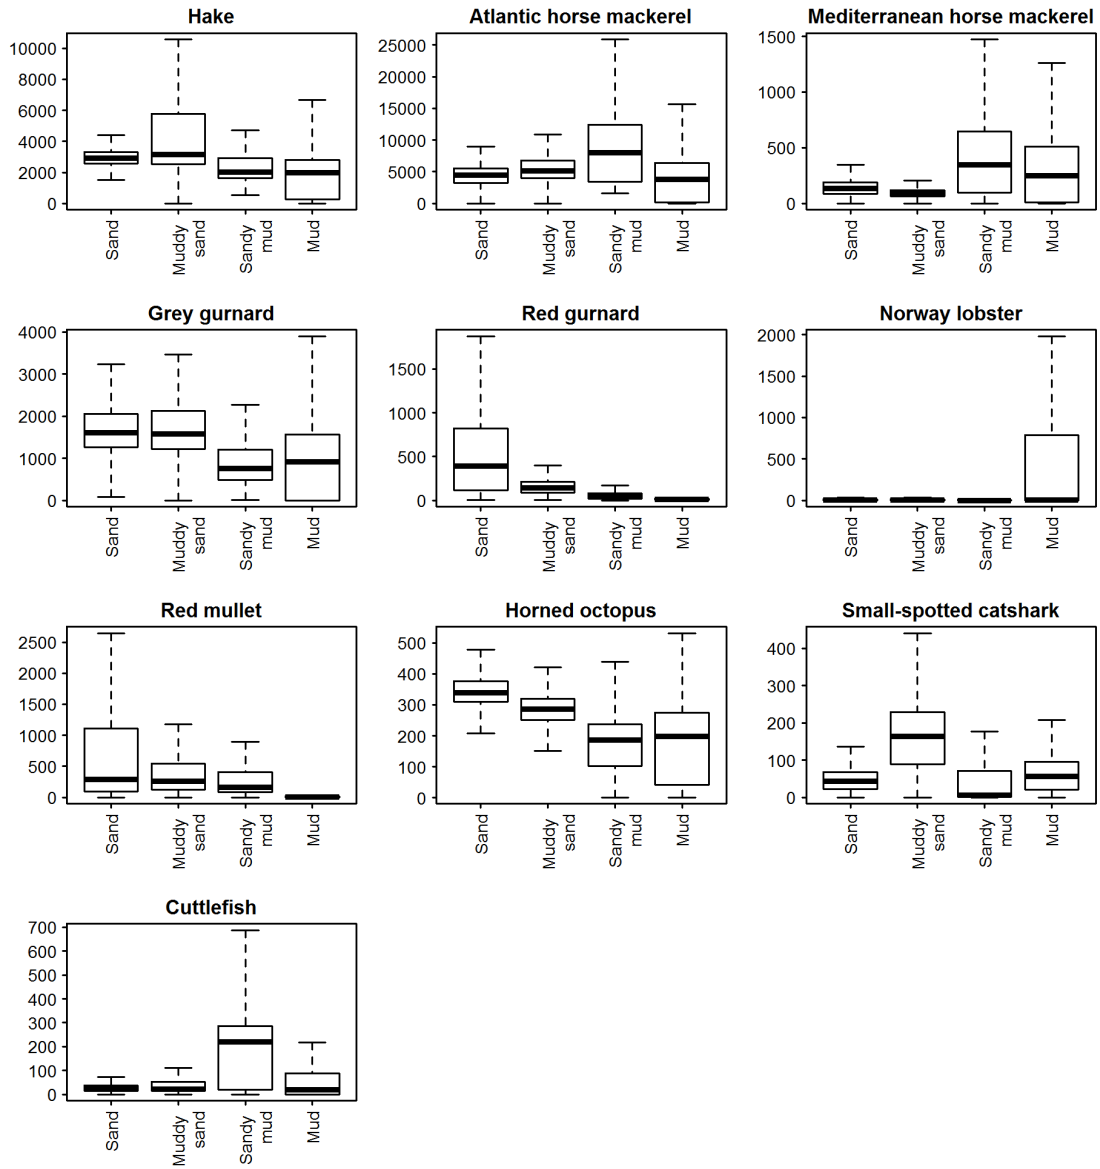 Hake
10000
8000
6000
4000
2000
0
Sand
Muddy
sand
Sandy
mud
Mud
Atlantic horse mackerel
25000
20000
15000
10000
5000
0
Sand
Muddy
sand
Sandy
mud
Mud
Mediterranean horse mackerel
1500
1000
500
0
Sand
Muddy
sand
Sandy
mud
Mud
Grey gurnard
4000
3000
2000
1000
0
Sand
Muddy
sand
Sandy
mud
Mud
Red gurnard
1500
1000
500
0
Sand
Muddy
sand
Sandy
mud
Mud
Norway lobster
2000
1500
1000
500
0
Sand
Muddy
sand
Sandy
mud
Mud
Red mullet
2500
2000
1500
1000
500
0
Sand
Muddy
sand
Sandy
mud
Mud
Horned octopus
500
400
300
200
100
0
Sand
Muddy
sand
Sandy
mud
Mud
Small-spotted catshark
400
300
200
100
0
Sand
Muddy
sand
Sandy
mud
Mud
Cuttlefish
700
600
500
400
300
200
100
0
Sand
Muddy
sand
Sandy
mud
Mud